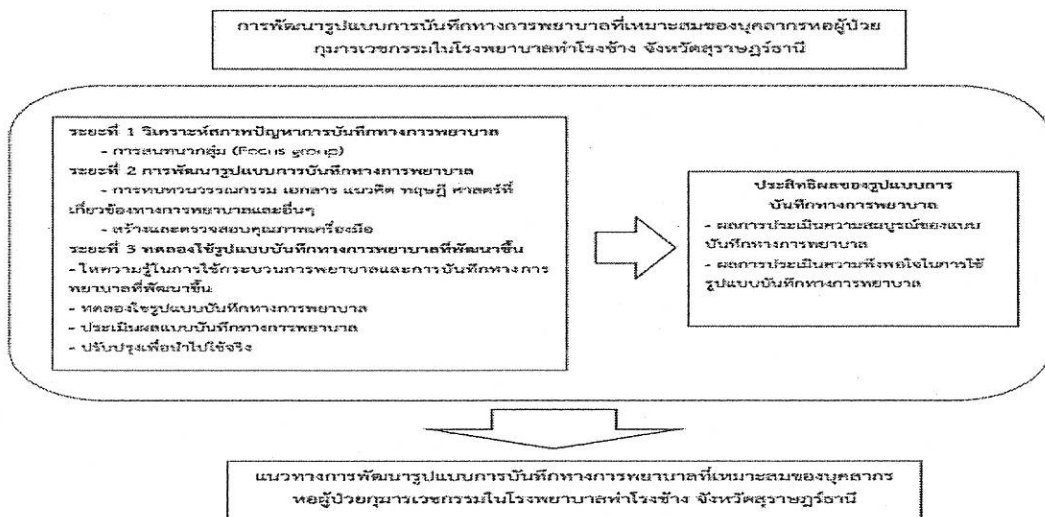 การพัฒนารูปแบบการบันทึกทางการพยาบาลที่เหมาะสมของบุคลากรหอผู้ป่วย
กุมารเวชกรรมในโรงพยาบาลท่าโรงช้าง จังหวัดสุราษฎร์ธานี
ระยะที่ 1 วิเคราะห์สภาพปัญหาการบันทึกทางการพยาบาล
- การสนทนากลุ่ม (Focus group)
ระยะที่ 2 การพัฒนารูปแบบการบันทึกทางการพยาบาล
- การทบทวนวรรณกรรม เอกสาร แนวคิด ทฤษฎี ศาสตร์ที่
เกี่ยวข้องทางการพยาบาลและอื่นๆ
- สร้างและตรวจสอบคุณภาพเครื่องมือ
ระยะที่ 3 ทดลองใช้รูปแบบบันทึกทางการพยาบาลที่พัฒนาขึ้น
- ให้ความรู้ในการใช้กระบวนการพยาบาลและการบันทึกทางการ
พยาบาลที่พัฒนาขึ้น
- ทดลองใช้รูปแบบบันทึกทางการพยาบาล
- ประเมินผลแบบบันทึกทางการพยาบาล
- ปรับปรุงเพื่อนำไปใช้จริง
ประสิทธิผลของรูปแบบการ
บันทึกทางการพยาบาล
- ผลการประเมินความสมบูรณ์ของแบบ
บันทึกทางการพยาบาล
- ผลการประเมินความพึงพอใจในการใช้
รูปแบบบันทึกทางการพยาบาล
แนวทางการพัฒนารูปแบบการบันทึกทางการพยาบาลที่เหมาะสมของบุคลากร
หอผู้ป่วยกุมารเวชกรรมในโรงพยาบาลท่าโรงช้าง จังหวัดสุราษฎร์ธานี